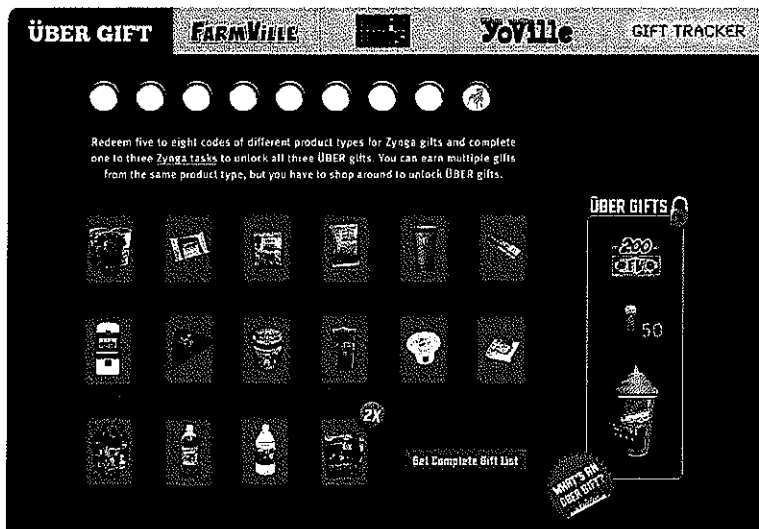 ÜBER GIFT FARMVILLE YoVille GIFT TRACKER
Redeem five to eight codes of different product types for Zynga gifts and complete
one to three Zynga tasks to unlock all three ÜBER gifts. You can earn multiple gifts
from the same product type, but you have to shop around to unlock ÜBER gifts.
ÜBER GIFTS
200
FV
50
2X
Get Complete Gift List
WHAT'S AN
ÜBER GIFT?